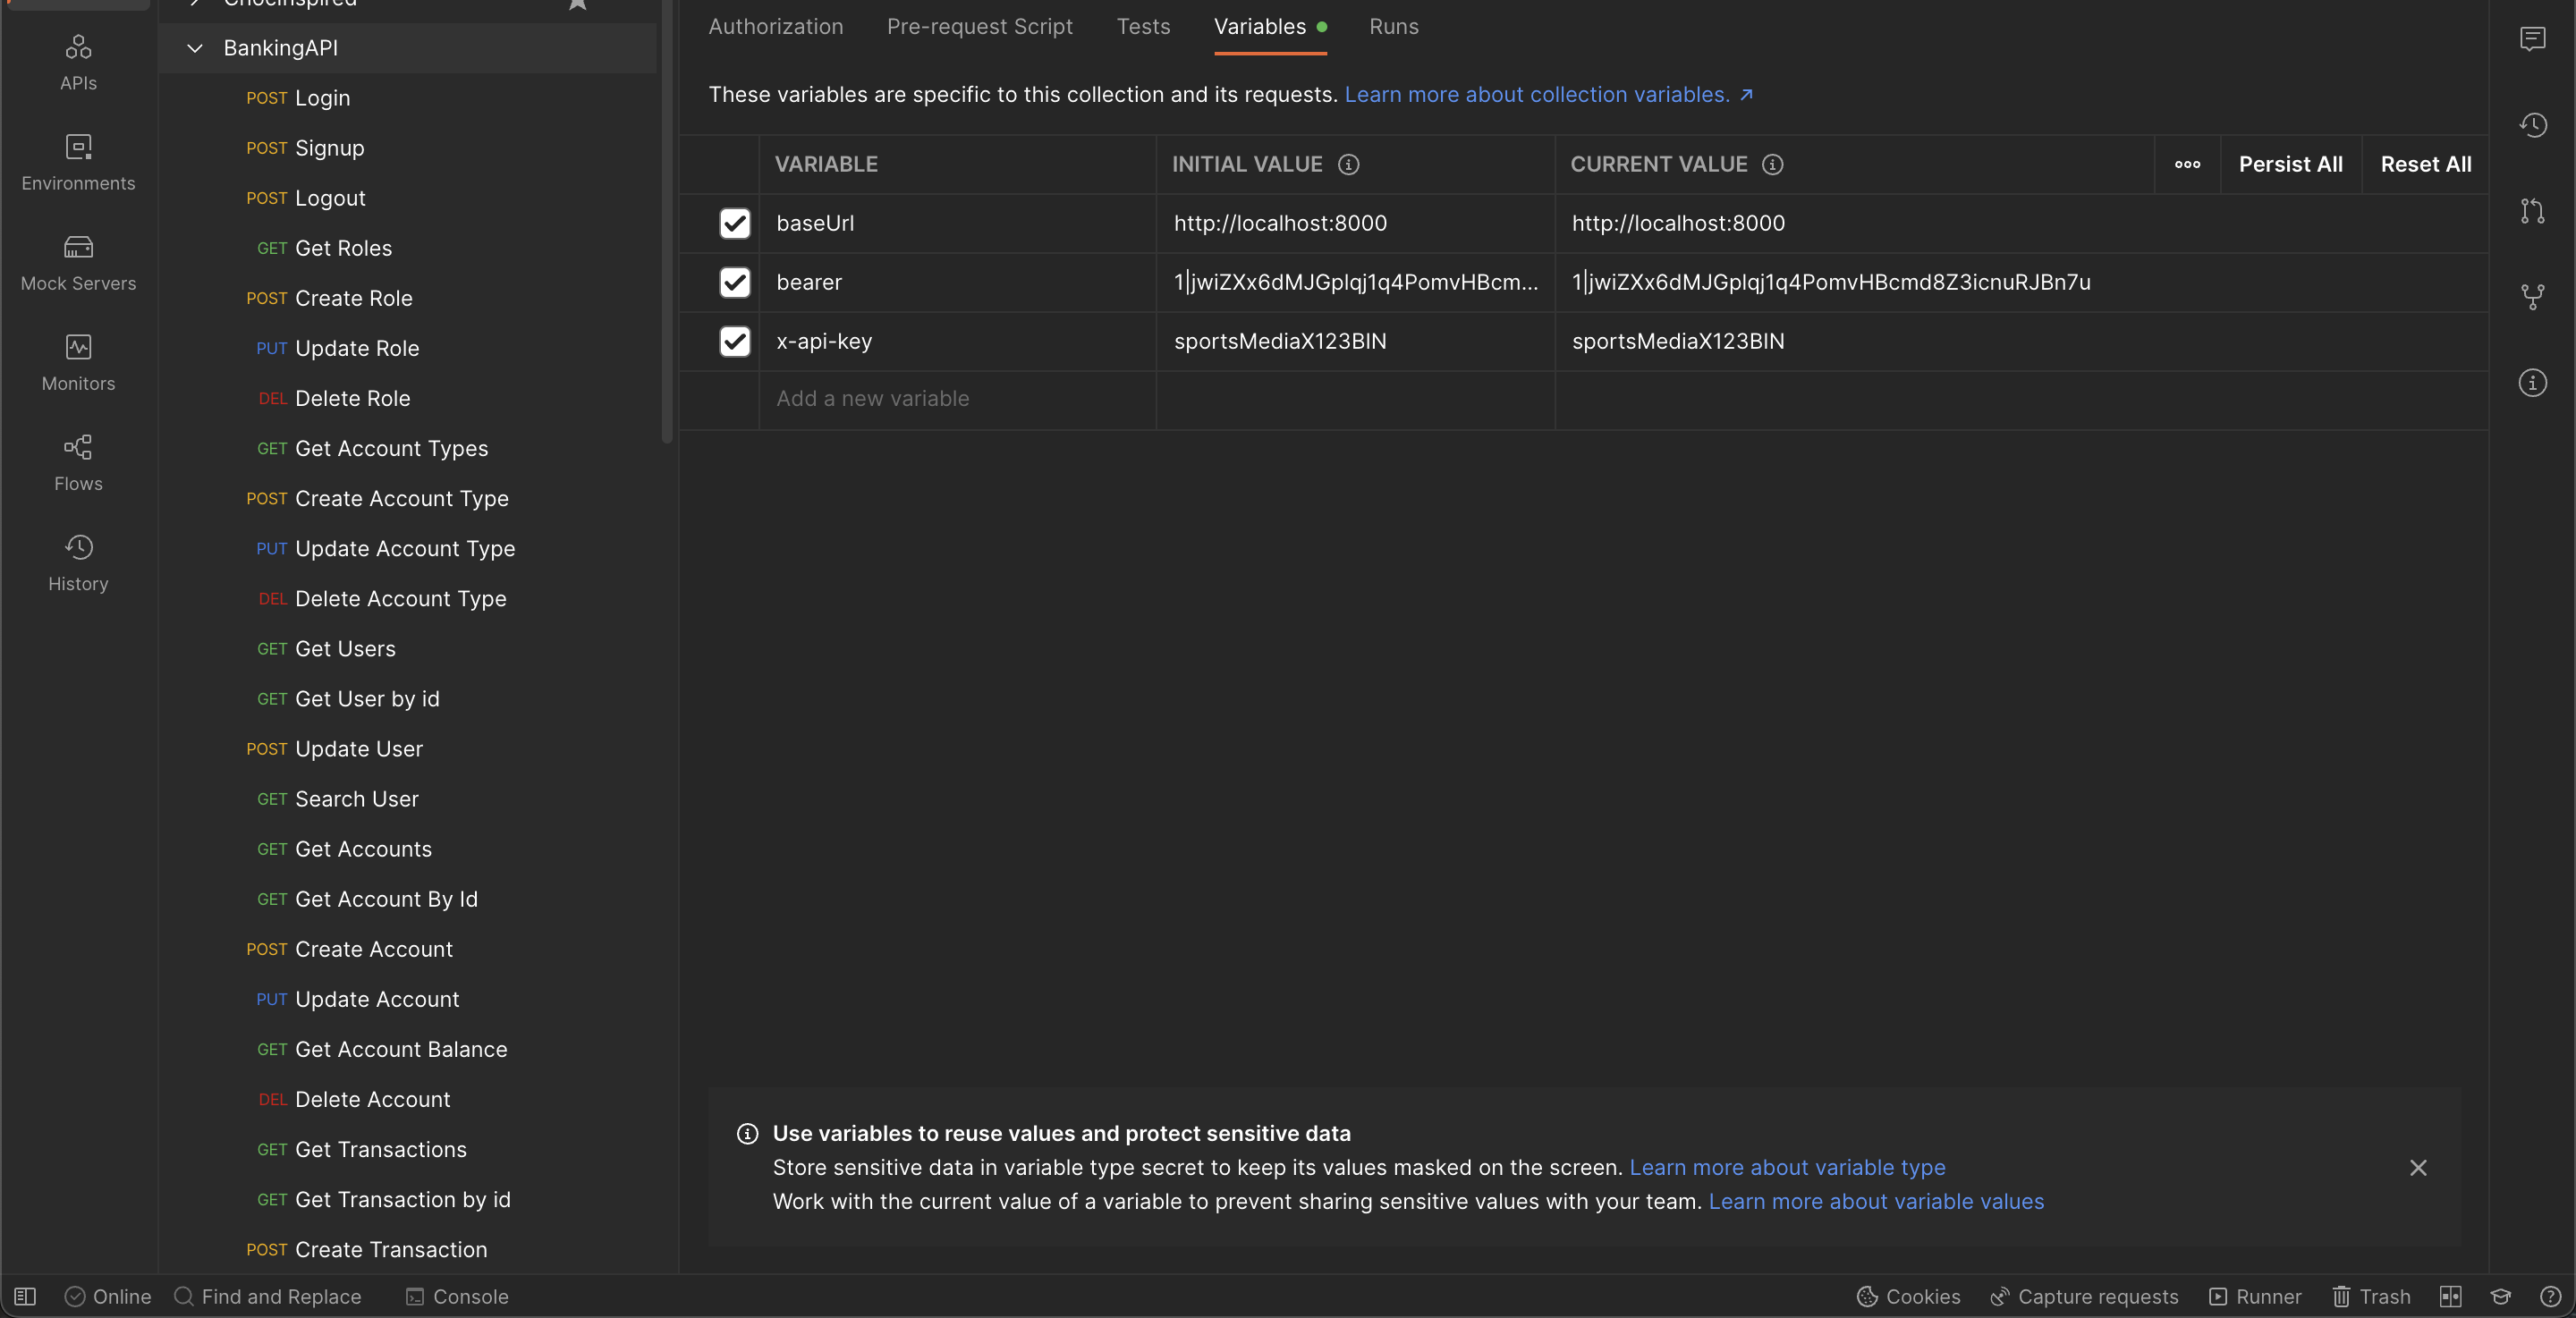 APIs
Environments
Mock Servers
Monitors
Flows
History
BankingAPI
POST Login
POST Signup
POST Logout
GET Get Roles
POST Create Role
PUT Update Role
DEL Delete Role
GET Get Account Types
POST Create Account Type
PUT Update Account Type
DEL Delete Account Type
GET Get Users
GET Get User by id
POST Update User
GET Search User
GET Get Accounts
GET Get Account By Id
POST Create Account
PUT Update Account
GET Get Account Balance
DEL Delete Account
GET Get Transactions
GET Get Transaction by id
POST Create Transaction
Authorization Pre-request Script Tests Variables Runs
These variables are specific to this collection and its requests. Learn more about collection variables. ↗
VARIABLE INITIAL VALUE CURRENT VALUE Persist All Reset All
baseUrl http://localhost:8000 http://localhost:8000
bearer 1|jwiZXx6dMJGpIqj1q4PomvHBcm... 1|jwiZXx6dMJGpIqj1q4PomvHBcmd8Z3icnuRJBn7u
x-api-key sportsMediaX123BIN sportsMediaX123BIN
Add a new variable
Use variables to reuse values and protect sensitive data
Store sensitive data in variable type secret to keep its values masked on the screen. Learn more about variable type
Work with the current value of a variable to prevent sharing sensitive values with your team. Learn more about variable values
Online Find and Replace Console Cookies Capture requests Runner Trash